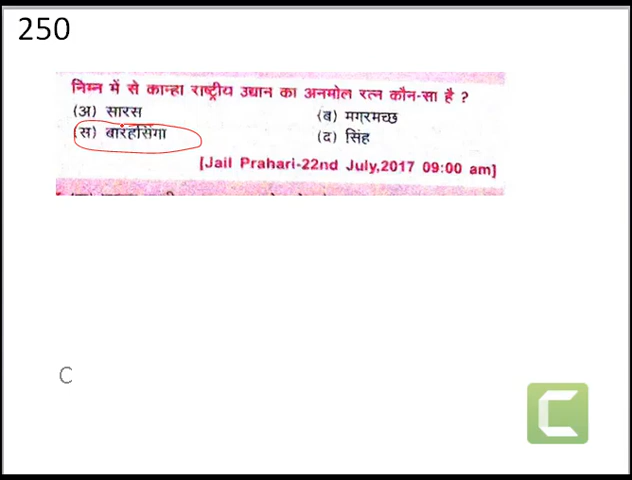 250
निम्न में से कान्हा राष्ट्रीय उद्यान का अनमोल रत्न कौन-सा है ?
(अ) सारस (ब) मगरमच्छ
(स) बारहसिंगा (द) सिंह
[Jail Prahari-22nd July,2017 09:00 am]
C